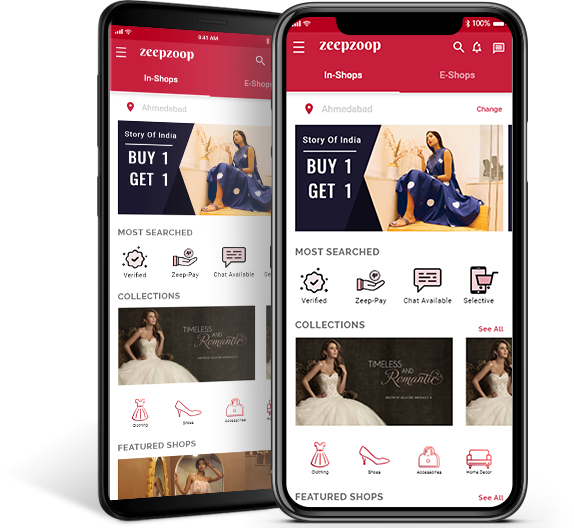 9.41 AM
zeepzoop
In-Shops
E-Shops
Ahmedabad
Story Of India
BUY 1
GET 1
MOST SEARCHED
Verified
Zeep-Pay
Chat Available
Se
COLLECTIONS
TIMELESS
AND
Romantic
Clothing
Shoes
Accessories
FEATURED SHOPS
100%
zeepzoop
In-Shops
E-Shops
Ahmedabad
Change
Story Of India
BUY 1
GET 1
MOST SEARCHED
Verified
Zeep-Pay
Chat Available
Selective
COLLECTIONS
See All
TIMELESS
AND
Romantic
Clothing
Shoes
Accessories
Home Decor
FEATURED SHOPS
See All